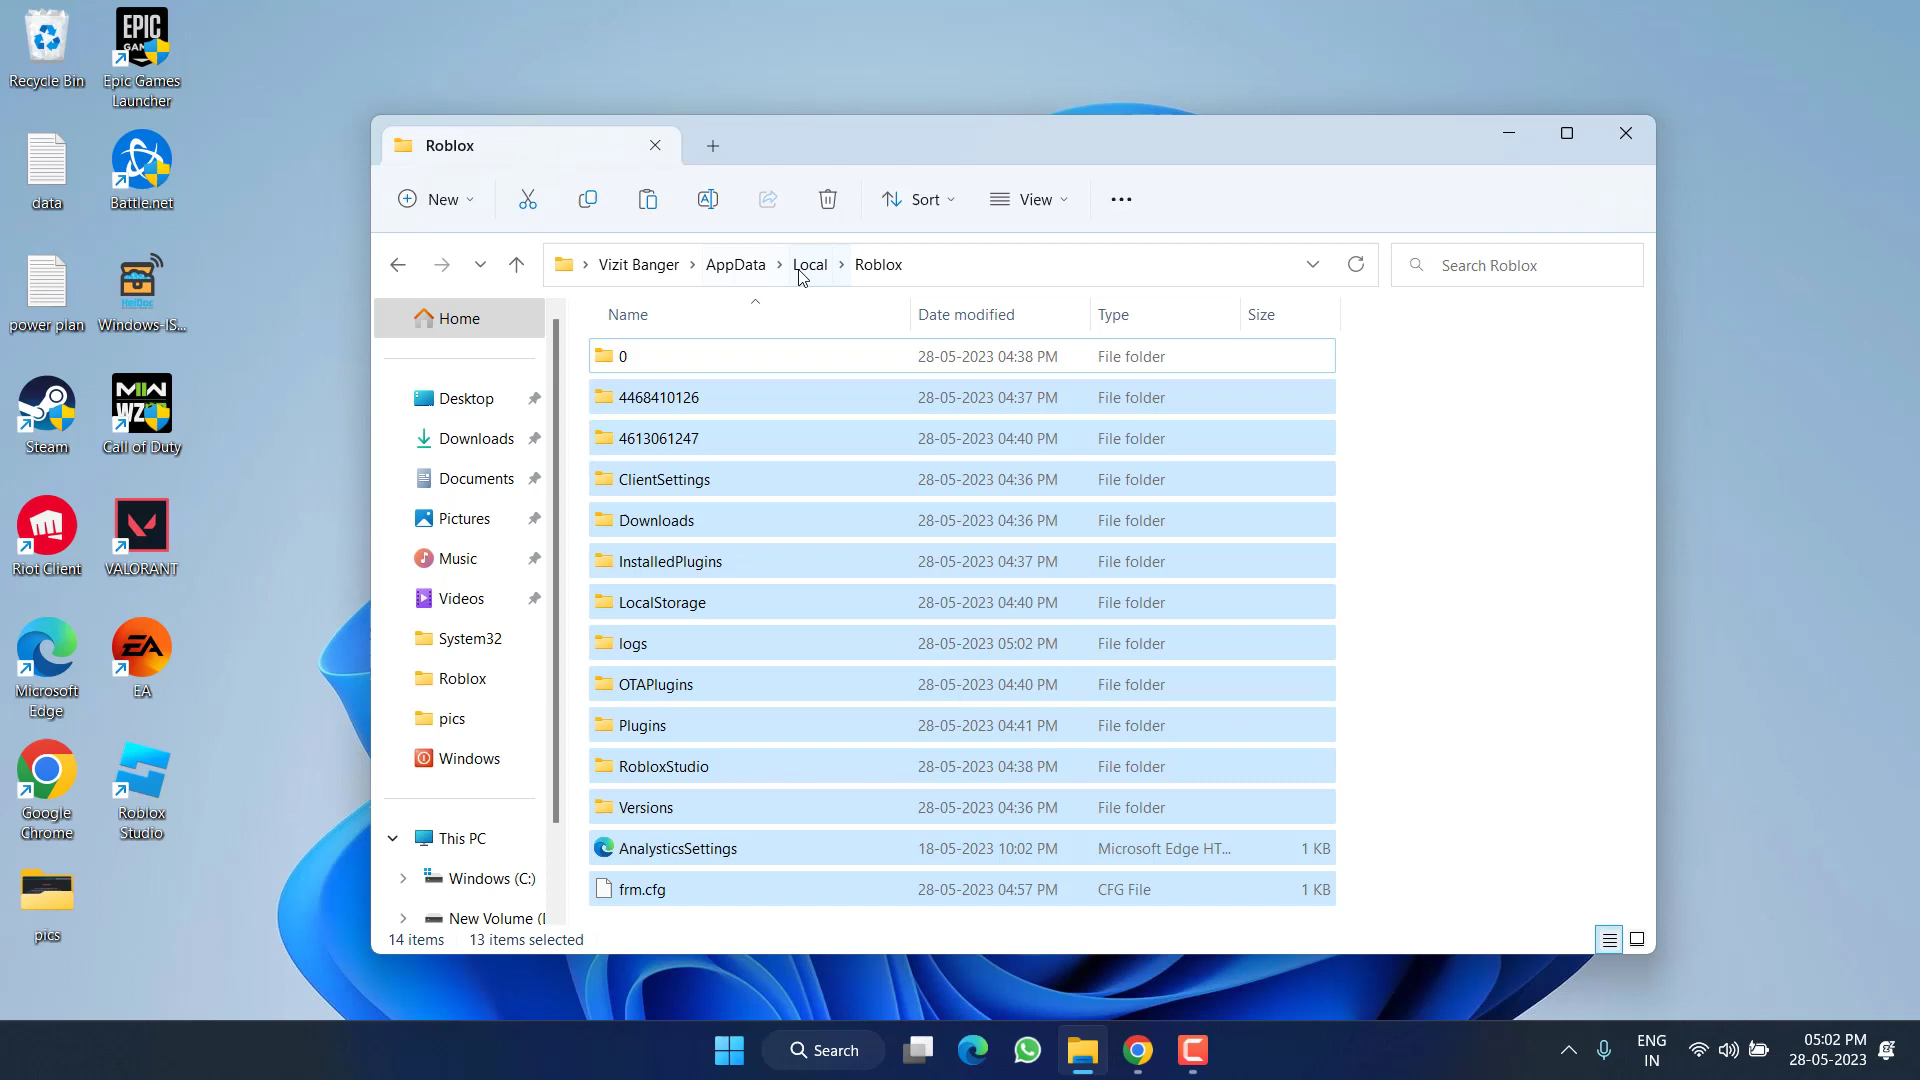 Recycle Bin
Epic Games
Launcher
data
Battle.net
power plan
Windows-IS...
Steam
Call of Duty
Riot Client
VALORANT
Microsoft
Edge
EA
Google
Chrome
Roblox
Studio
pics
Roblox
New
Sort
View
Vizit Banger
AppData
Local
Roblox
Search Roblox
Home
Desktop
Downloads
Documents
Pictures
Music
Videos
System32
Roblox
pics
Windows
This PC
Windows (C:)
New Volume (
Name Date modified Type Size
0 28-05-2023 04:38 PM File folder
4468410126 28-05-2023 04:37 PM File folder
4613061247 28-05-2023 04:40 PM File folder
ClientSettings 28-05-2023 04:36 PM File folder
Downloads 28-05-2023 04:36 PM File folder
InstalledPlugins 28-05-2023 04:37 PM File folder
LocalStorage 28-05-2023 04:40 PM File folder
logs 28-05-2023 05:02 PM File folder
OTAPlugins 28-05-2023 04:40 PM File folder
Plugins 28-05-2023 04:41 PM File folder
RobloxStudio 28-05-2023 04:38 PM File folder
Versions 28-05-2023 04:36 PM File folder
AnalysticsSettings 18-05-2023 10:02 PM Microsoft Edge HT... 1 KB
frm.cfg 28-05-2023 04:57 PM CFG File 1 KB
14 items 13 items selected
Search
ENG
IN
05:02 PM
28-05-2023